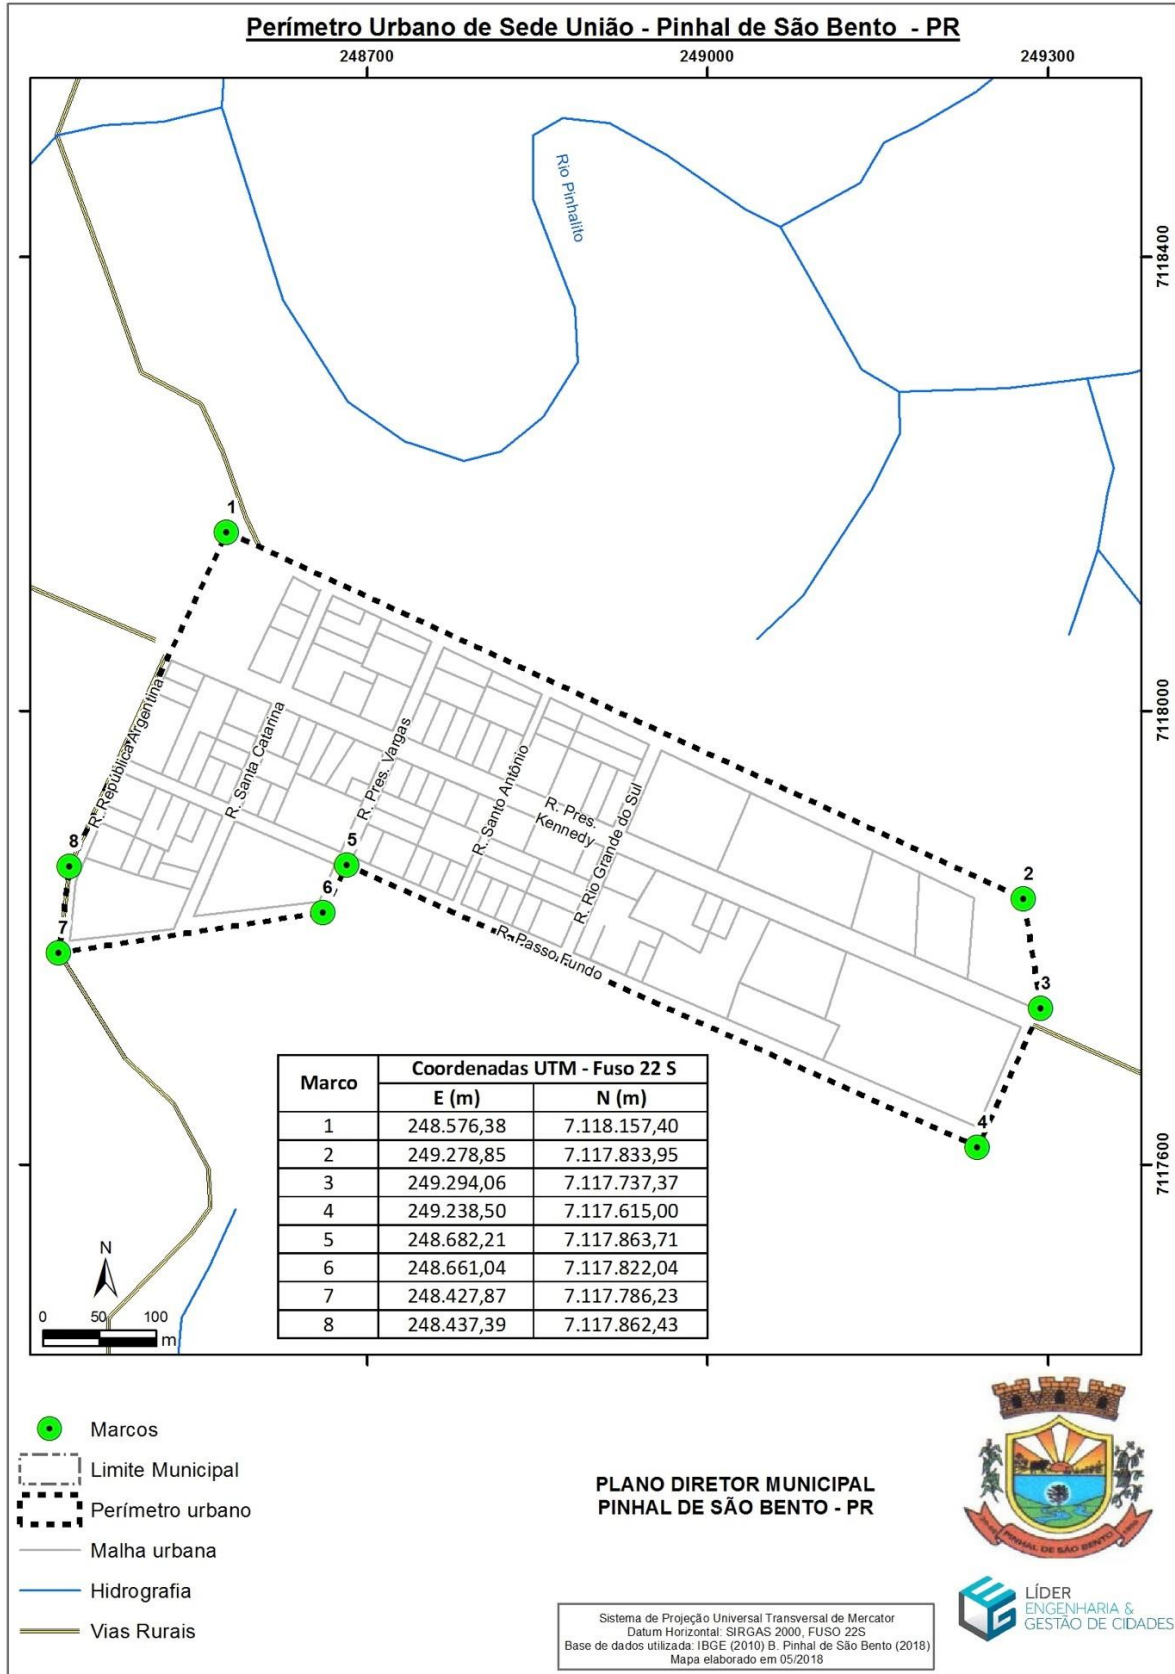 Perímetro Urbano de Sede União - Pinhal de São Bento - PR
248700 249000 249300
7118400
7118000
7117600
Rio Pinhalito
1
2
3
4
5
6
7
8
R. República Argentina
R. Santa Catarina
R. Pres. Vargas
R. Santo Antônio
R. Pres.
Kennedy
R. Rio Grande do Sul
R. Passo Fundo
Marco Coordenadas UTM - Fuso 22 S
E (m) N (m)
1 248.576,38 7.118.157,40
2 249.278,85 7.117.833,95
3 249.294,06 7.117.737,37
4 249.238,50 7.117.615,00
5 248.682,21 7.117.863,71
6 248.661,04 7.117.822,04
7 248.427,87 7.117.786,23
8 248.437,39 7.117.862,43
N
0 50 100
m
Marcos
Limite Municipal
Perímetro urbano
Malha urbana
Hidrografia
Vias Rurais
PLANO DIRETOR MUNICIPAL
PINHAL DE SÃO BENTO - PR
PINHAL DE SÃO BENTO
LÍDER
ENGENHARIA &
GESTÃO DE CIDADES
Sistema de Projeção Universal Transversal de Mercator
Datum Horizontal: SIRGAS 2000, FUSO 22S
Base de dados utilizada: IBGE (2010) B. Pinhal de São Bento (2018)
Mapa elaborado em 05/2018